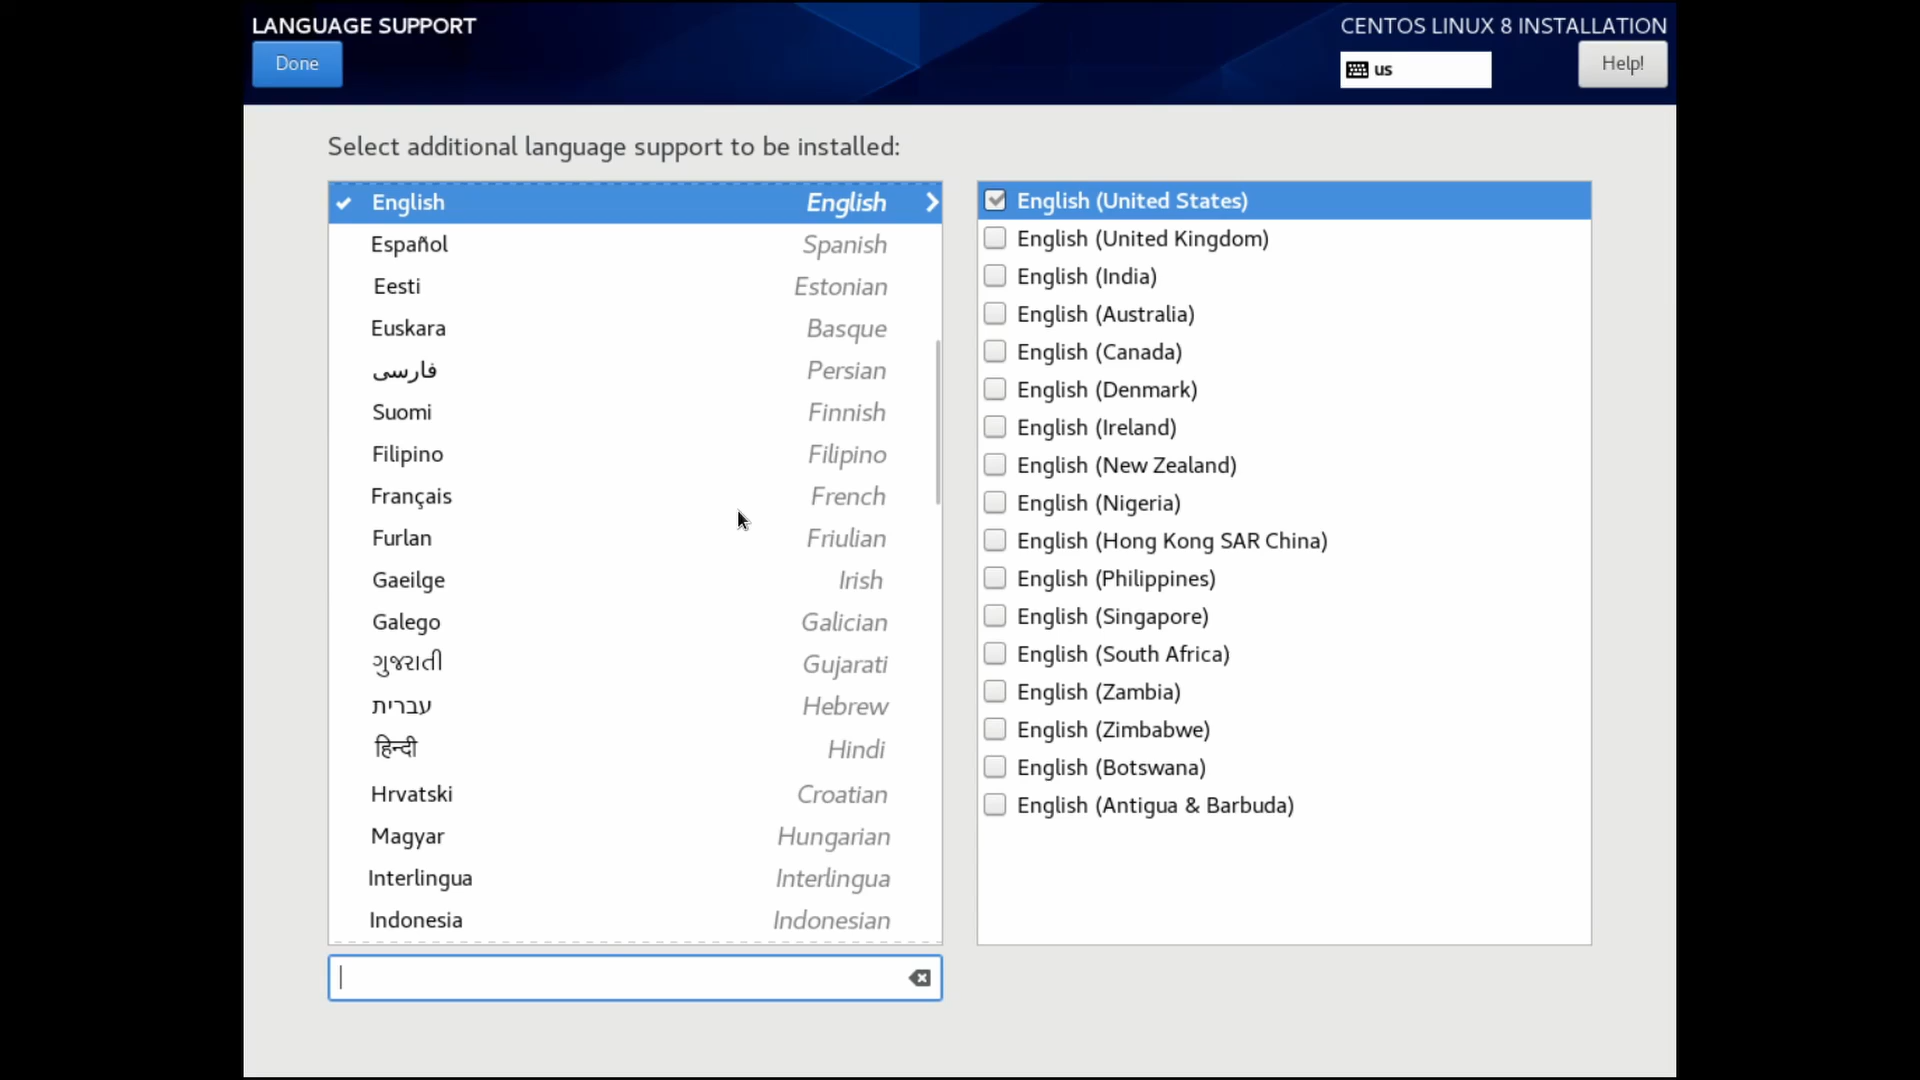 LANGUAGE SUPPORT
CENTOS LINUX 8 INSTALLATION
Done
us
Help!
Select additional language support to be installed:
English English
Español Spanish
Eesti Estonian
Euskara Basque
فارسی Persian
Suomi Finnish
Filipino Filipino
Français French
Furlan Friulian
Gaeilge Irish
Galego Galician
ગુજરાતી Gujarati
עברית Hebrew
हिन्दी Hindi
Hrvatski Croatian
Magyar Hungarian
Interlingua Interlingua
Indonesia Indonesian
English (United States)
English (United Kingdom)
English (India)
English (Australia)
English (Canada)
English (Denmark)
English (Ireland)
English (New Zealand)
English (Nigeria)
English (Hong Kong SAR China)
English (Philippines)
English (Singapore)
English (South Africa)
English (Zambia)
English (Zimbabwe)
English (Botswana)
English (Antigua & Barbuda)